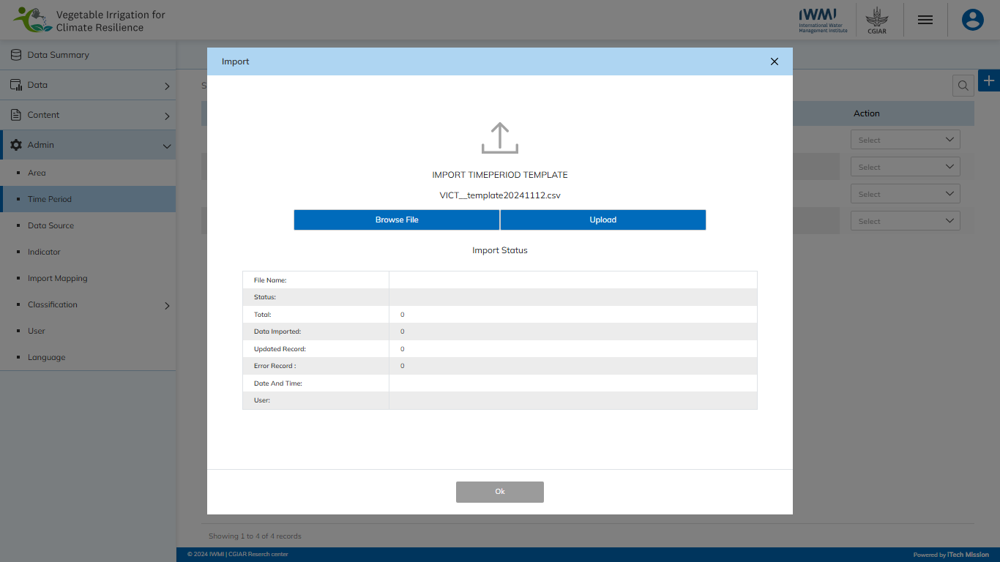 Vegetable Irrigation for
Climate Resilience
IWMI
International Water
Management Institute
CGIAR
Data Summary
Data
Content
Admin
Area
Time Period
Data Source
Indicator
Import Mapping
Classification
User
Language
Import
IMPORT TIMEPERIOD TEMPLATE
VICT__template20241112.csv
Browse File
Upload
Import Status
File Name:
Status:
Total: 0
Data Imported: 0
Updated Record: 0
Error Record : 0
Date And Time:
User:
Ok
S
Action
Select
Select
Select
Select
Showing 1 to 4 of 4 records
© 2024 IWMI | CGIAR Reserch center
Powered by iTech Mission